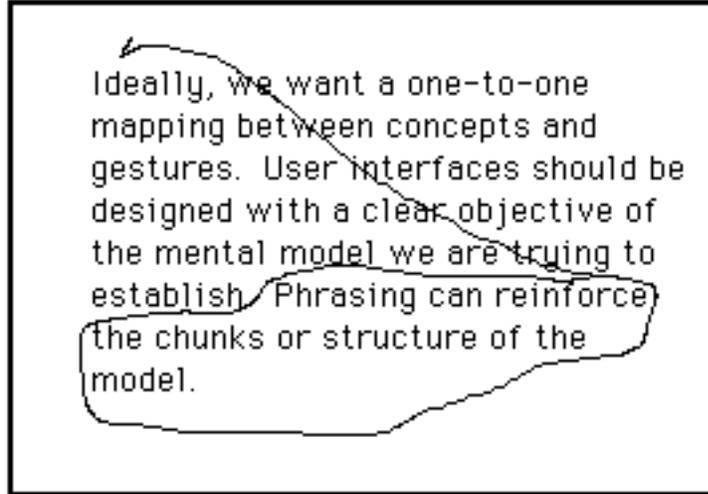 Ideally, we want a one-to-one
mapping between concepts and
gestures.  User interfaces should be
designed with a clear objective of
the mental model we are trying to
establish.  Phrasing can reinforce
the chunks or structure of the
model.